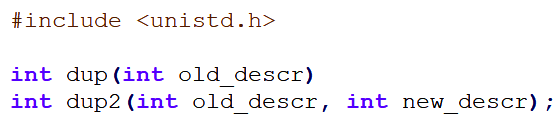 #include <unistd.h>
int dup(int old_descr)
int dup2(int old_descr, int new_descr);